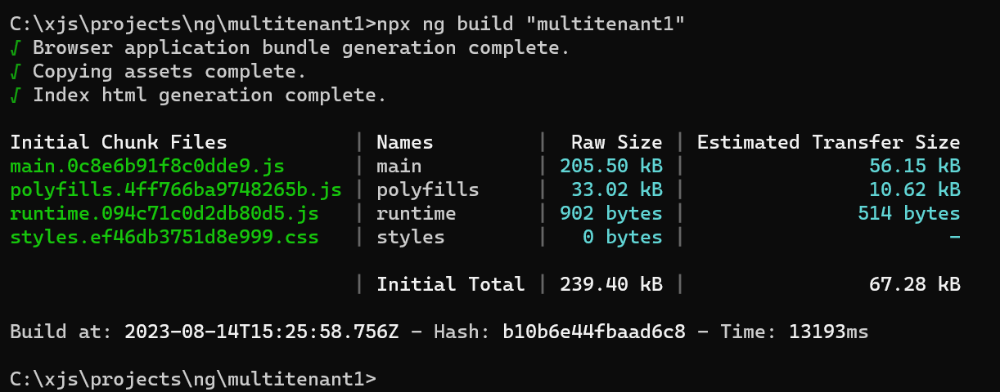 C:\xjs\projects\ng\multitenant1>npx ng build "multitenant1"
√ Browser application bundle generation complete.
√ Copying assets complete.
√ Index html generation complete.
Initial Chunk Files | Names | Raw Size | Estimated Transfer Size
main.0c8e6b91f8c0dde9.js | main | 205.50 kB | 56.15 kB
polyfills.4ff766ba9748265b.js | polyfills | 33.02 kB | 10.62 kB
runtime.094c71c0d2db80d5.js | runtime | 902 bytes | 514 bytes
styles.ef46db3751d8e999.css | styles | 0 bytes | -
| Initial Total | 239.40 kB | 67.28 kB
Build at: 2023-08-14T15:25:58.756Z - Hash: b10b6e44fbaad6c8 - Time: 13193ms
C:\xjs\projects\ng\multitenant1>